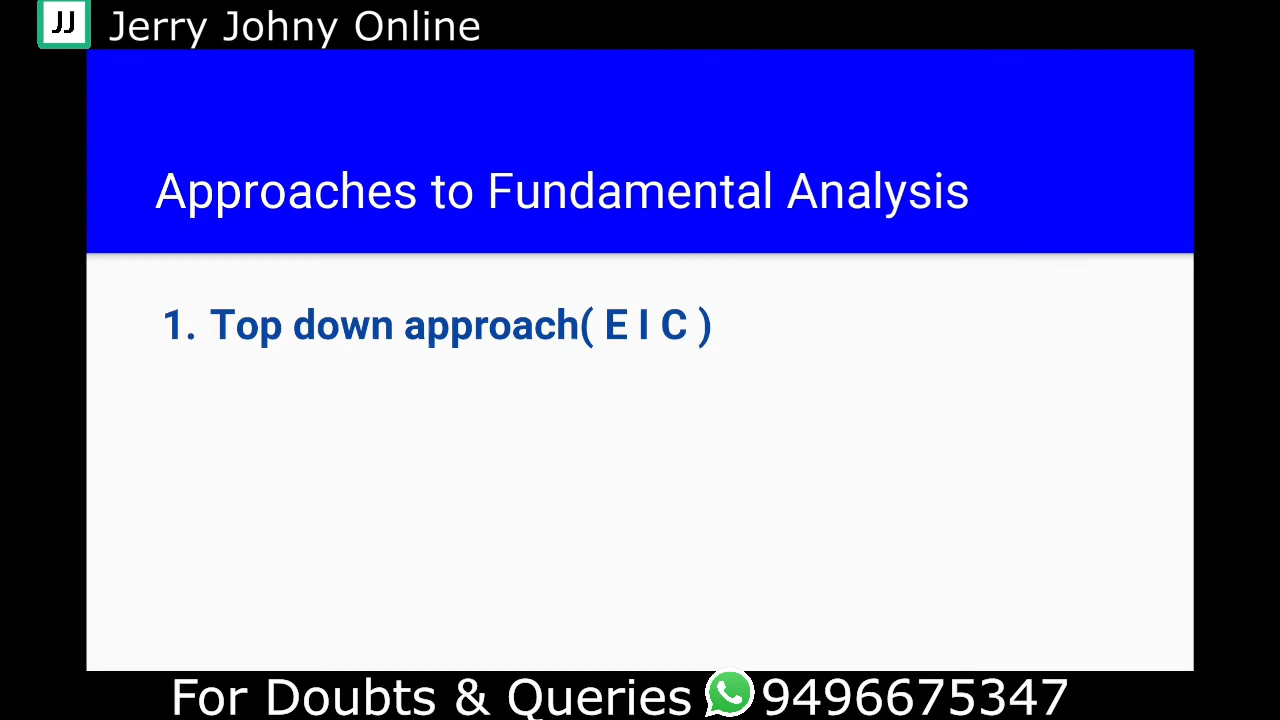 JJ Jerry Johny Online
Approaches to Fundamental Analysis
1. Top down approach( E I C )
For Doubts & Queries 9496675347